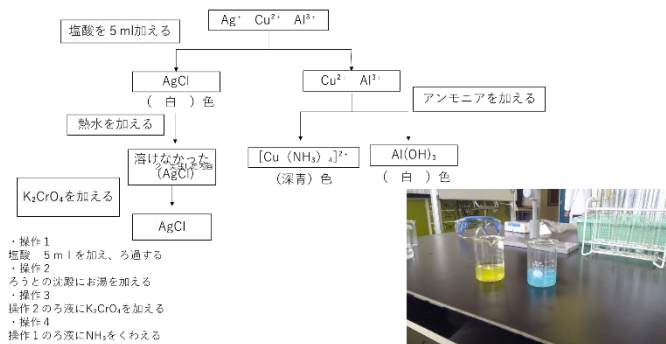 Ag⁺ Cu²⁺ Al³⁺
塩酸を５ml加える
AgCl
（ 白 ）色
Cu²⁺ Al³⁺
アンモニアを加える
熱水を加える
溶けなかった
(AgCl)
[Cu（NH₃）₄]²⁺
(深青）色
Al(OH)₃
（ 白 ）色
K₂CrO₄を加える
AgCl
・操作１
塩酸 ５ｍｌを加え、ろ過する
・操作２
ろうとの沈殿にお湯を加える
・操作３
操作２のろ液にK₂CrO₄を加える
・操作４
操作１のろ液にNH₃をくわえる